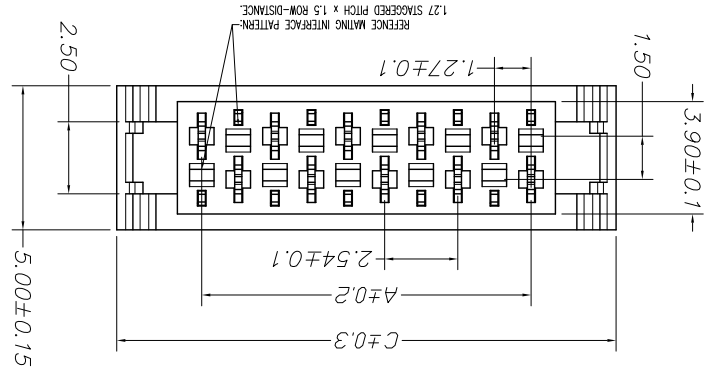 C±0.3
A±0.2
2.54±0.1
5.00±0.15
3.90±0.1
2.50
1.50
1.27±0.1
REFENCE MATING INTERFACE PATTERN:
1.27 STAGGERED PITCH x 1.5 ROW-DISTANCE.